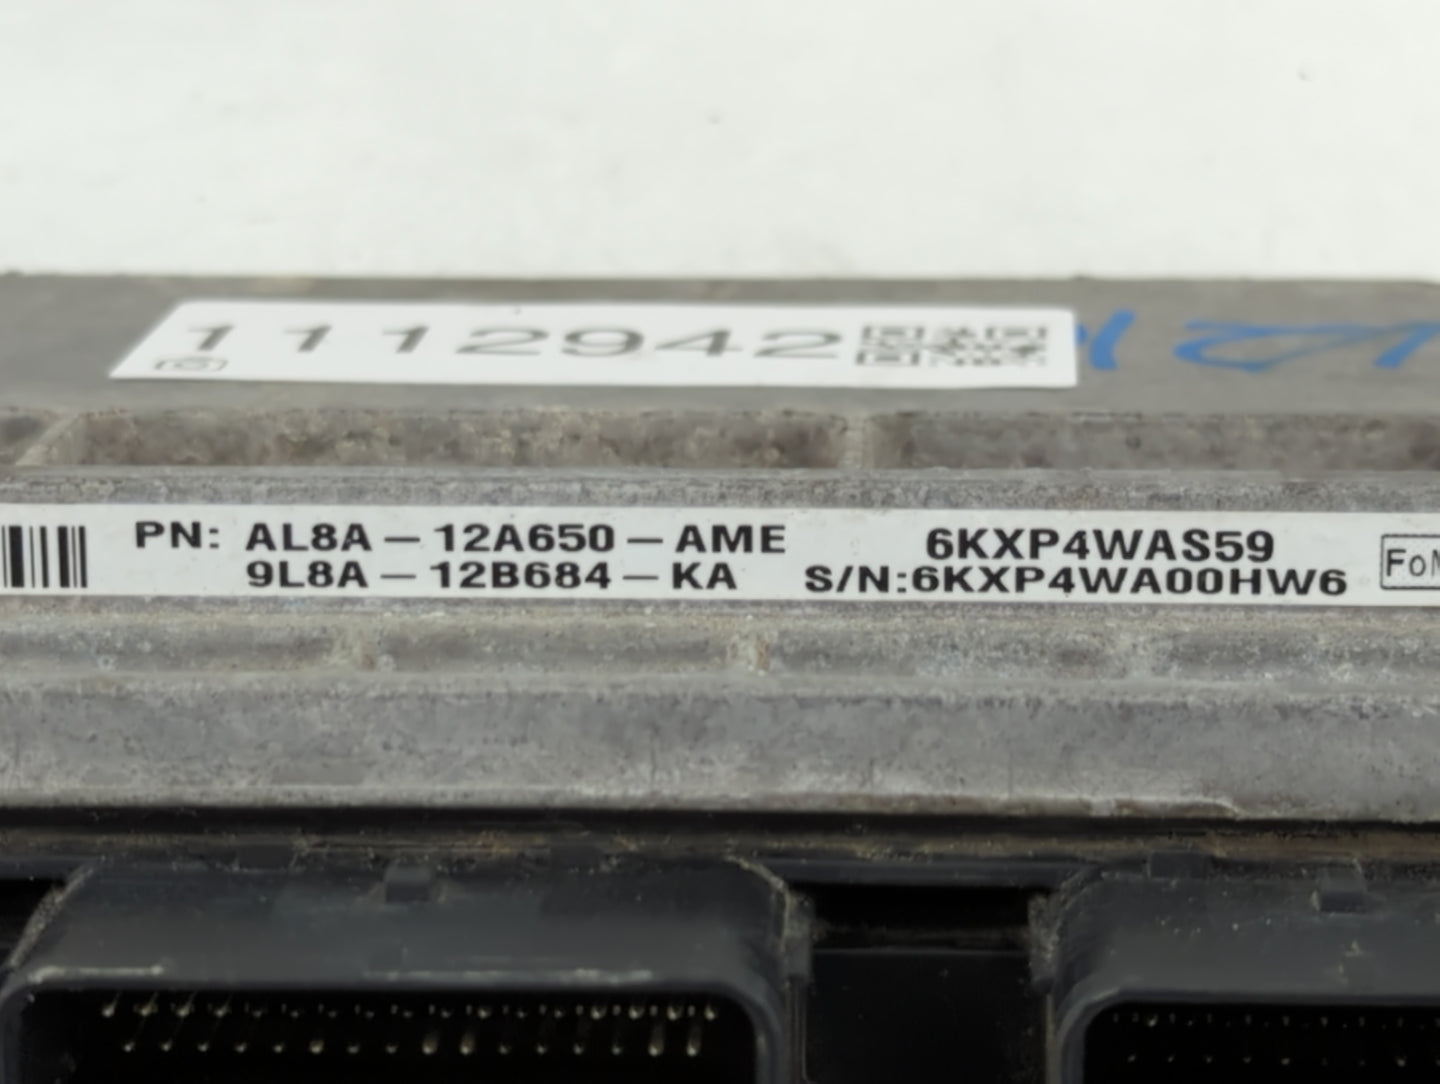 1112942
PN: AL8A-12A650-AME 6KXP4WAS59
9L8A-12B684-KA S/N:6KXP4WA00HW6